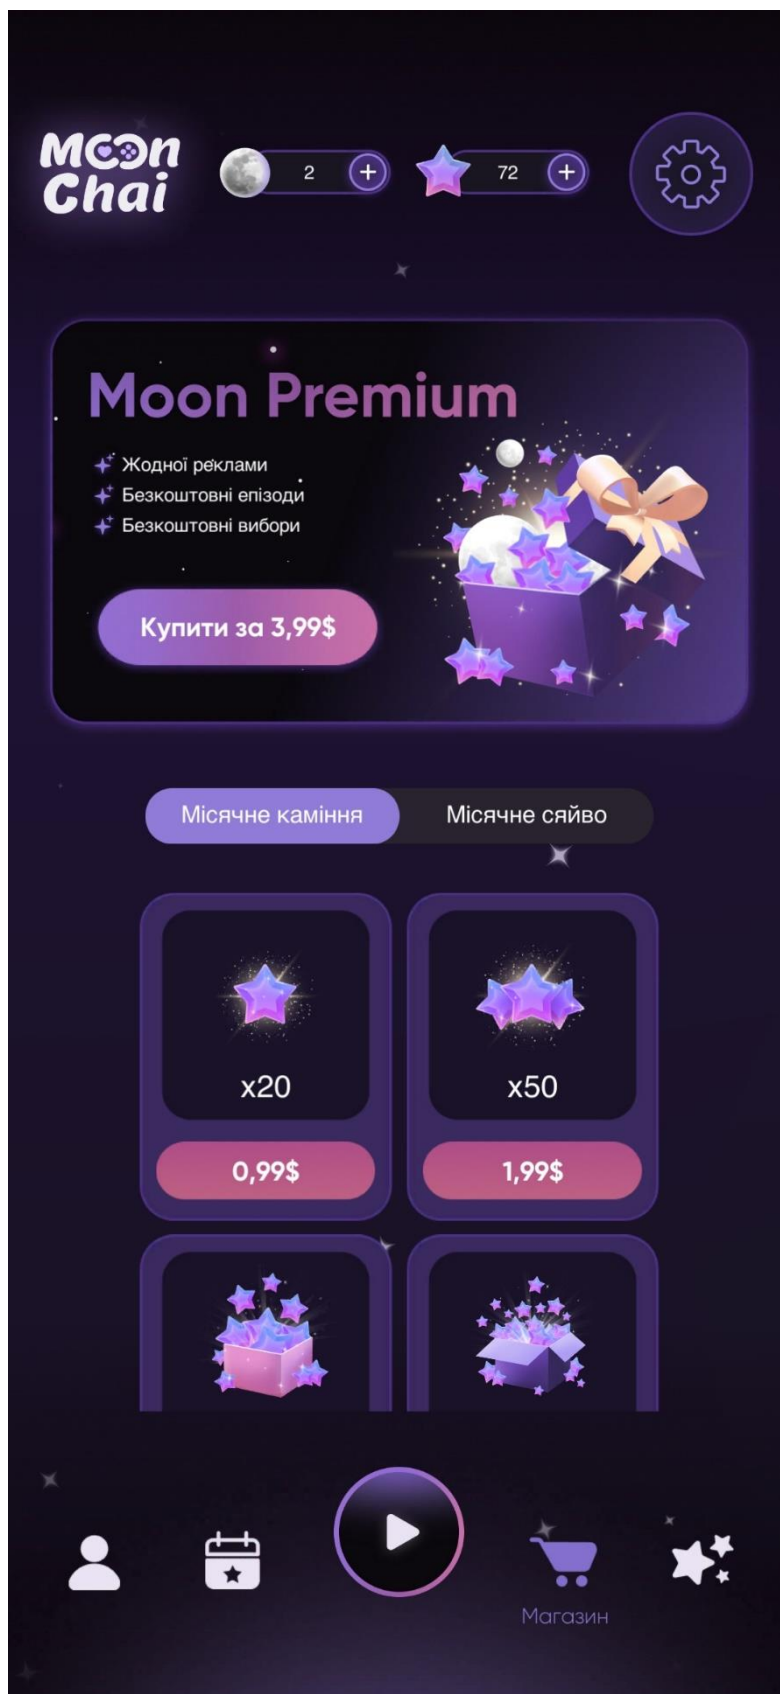 Moon
Chai
2
72
Moon Premium
Жодної реклами
Безкоштовні епізоди
Безкоштовні вибори
Купити за 3,99$
Місячне каміння
Місячне сяйво
x20
x50
0,99$
1,99$
Магазин